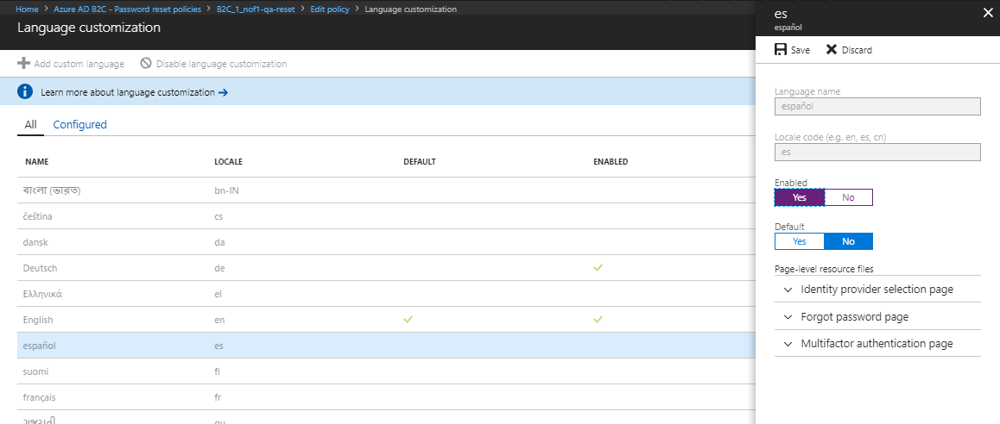 Home > Azure AD B2C - Password reset policies > B2C_1_nof1-qa-reset > Edit policy > Language customization
Language customization
Add custom language Disable language customization
Learn more about language customization →
All Configured
NAME LOCALE DEFAULT ENABLED
বাংলা (ভারত) bn-IN
čeština cs
dansk da
Deutsch de
Ελληνικά el
English en
español es
suomi fi
français fr
ગુજરાતી gu
es
español
Save Discard
Language name
español
Locale code (e.g. en, es, cn)
es
Enabled
Yes No
Default
Yes No
Page-level resource files
Identity provider selection page
Forgot password page
Multifactor authentication page